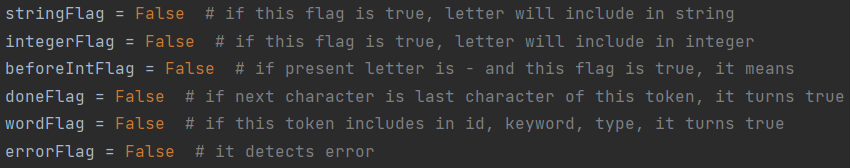 stringFlag = False  # if this flag is true, letter will include in string
integerFlag = False  # if this flag is true, letter will include in integer
beforeIntFlag = False  # if present letter is - and this flag is true, it means
doneFlag = False  # if next character is last character of this token, it turns true
wordFlag = False  # if this token includes in id, keyword, type, it turns true
errorFlag = False  # it detects error